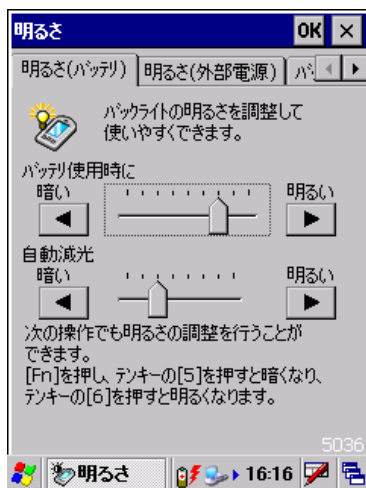 明るさ OK ×
明るさ(バッテリ) 明るさ(外部電源) バ
バックライトの明るさを調整して
使いやすくできます。
バッテリ使用時に
暗い 明るい
自動減光
暗い 明るい
次の操作でも明るさの調整を行うことが
できます。
[Fn]を押し、テンキーの[5]を押すと暗くなり、
テンキーの[6]を押すと明るくなります。
5036
明るさ 16:16